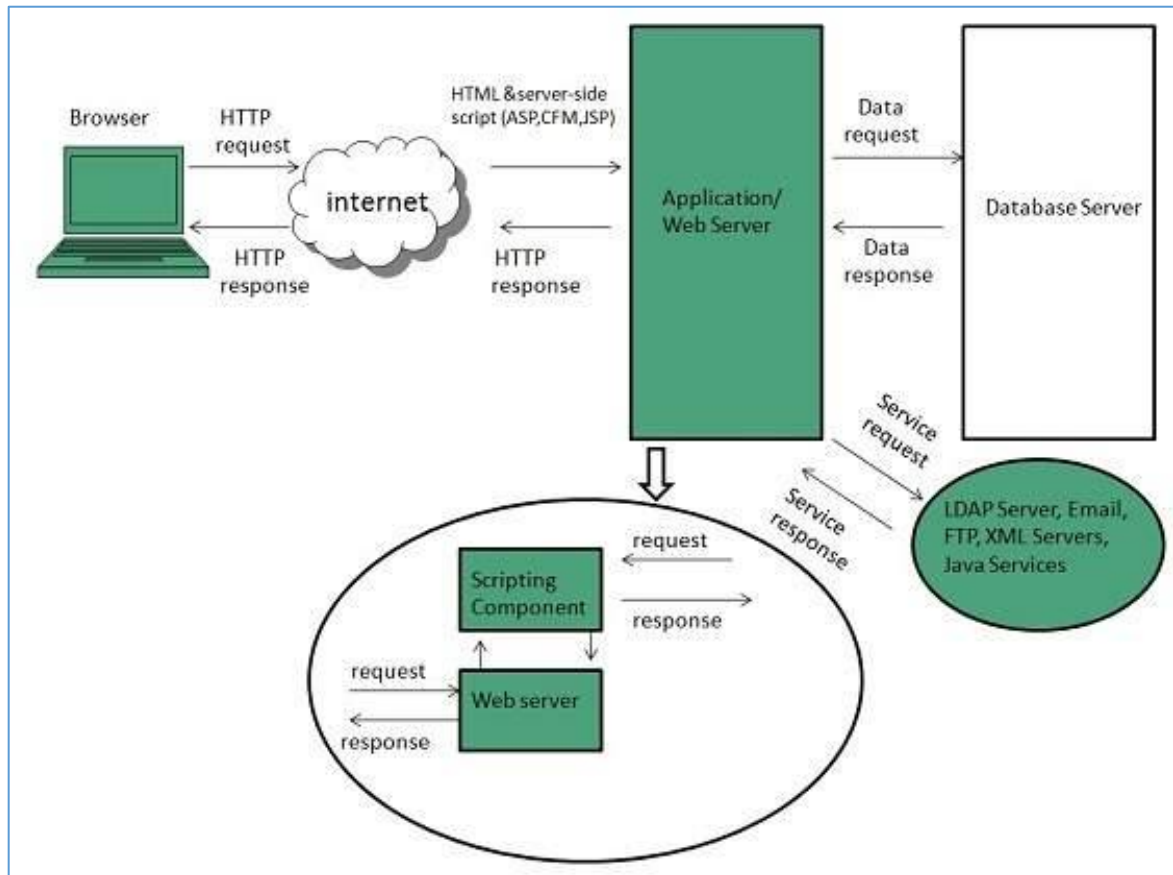 Browser
HTTP
request
HTTP
response
internet
HTML &server-side
script (ASP,CFM,JSP)
HTTP
response
Application/
Web Server
Data
request
Data
response
Database Server
Service
request
Service
response
LDAP Server, Email,
FTP, XML Servers,
Java Services
Scripting
Component
request
response
request
response
Web server